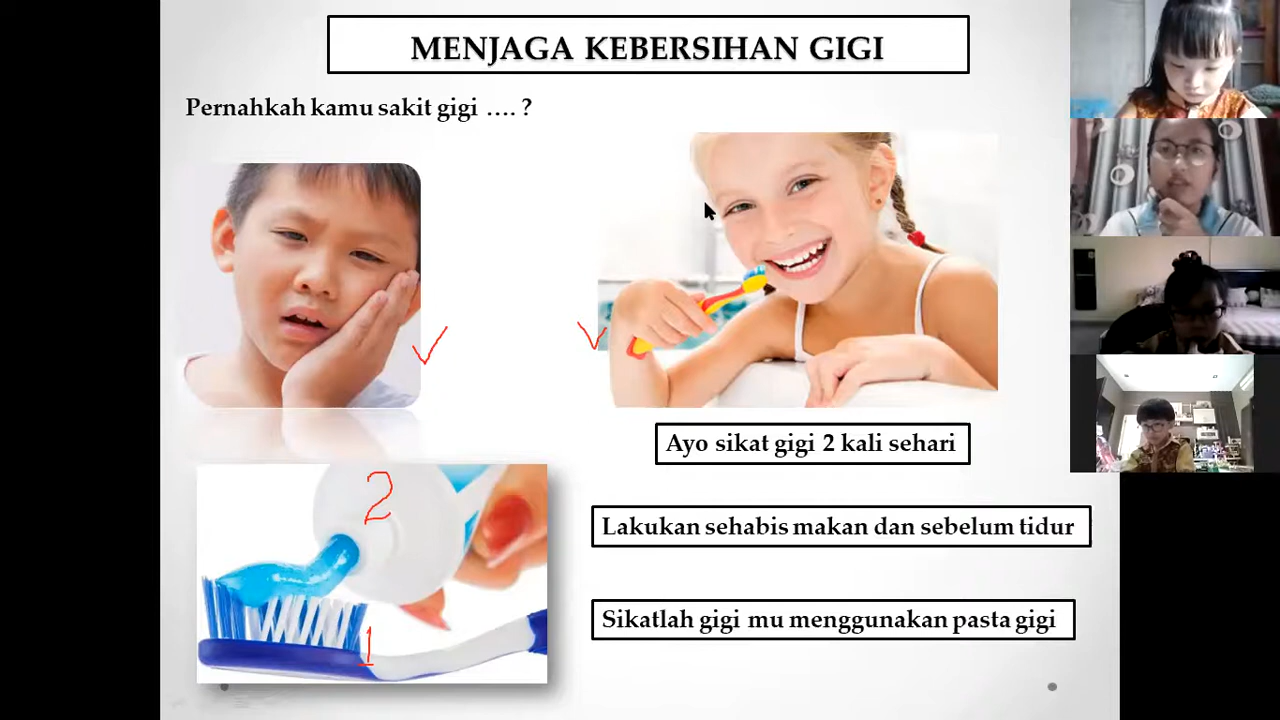 MENJAGA KEBERSIHAN GIGI
Pernahkah kamu sakit gigi .... ?
Ayo sikat gigi 2 kali sehari
2
Lakukan sehabis makan dan sebelum tidur
1
Sikatlah gigi mu menggunakan pasta gigi